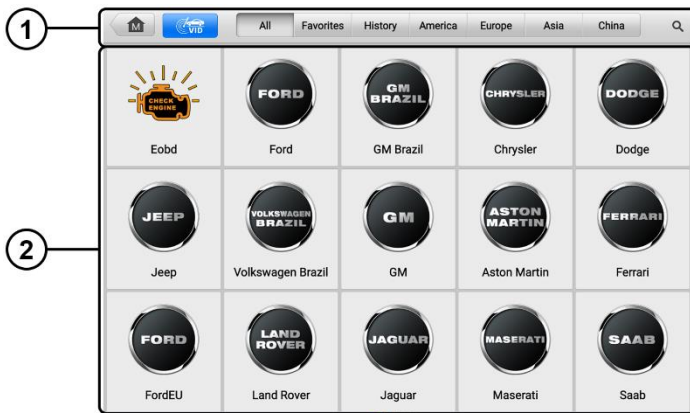 1
M VID All Favorites History America Europe Asia China
2
CHECK
ENGINE
Eobd
FORD
Ford
GM
BRAZIL
GM Brazil
CHRYSLER
Chrysler
DODGE
Dodge
JEEP
Jeep
VOLKSWAGEN
BRAZIL
Volkswagen Brazil
GM
GM
ASTON
MARTIN
Aston Martin
FERRARI
Ferrari
FORD
FordEU
LAND
ROVER
Land Rover
JAGUAR
Jaguar
MASERATI
Maserati
SAAB
Saab